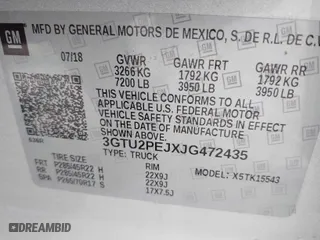 GM MFD BY GENERAL MOTORS DE MEXICO, S. DE R.L. DE C.V
07/18 GVWR GAWR FRT GAWR RR
3266 KG 1792 KG 1792 KG
7200 LB 3950 LB 3950 LB
THIS VEHICLE CONFORMS TO ALL
APPLICABLE U.S. FEDERAL MOTOR
VEHICLE SAFETY STANDARDS IN
EFFECT ON THE DATE OF
MANUFACTURE SHOWN ABOVE.
3GTU2PEJXJG472435
TYPE: TRUCK X5TK15543
TIRE SIZE RIM
FRT P285/45R22 H 22X9J
RR P285/45R22 H 22X9J
SPA 17X7.5J
DREAMBID